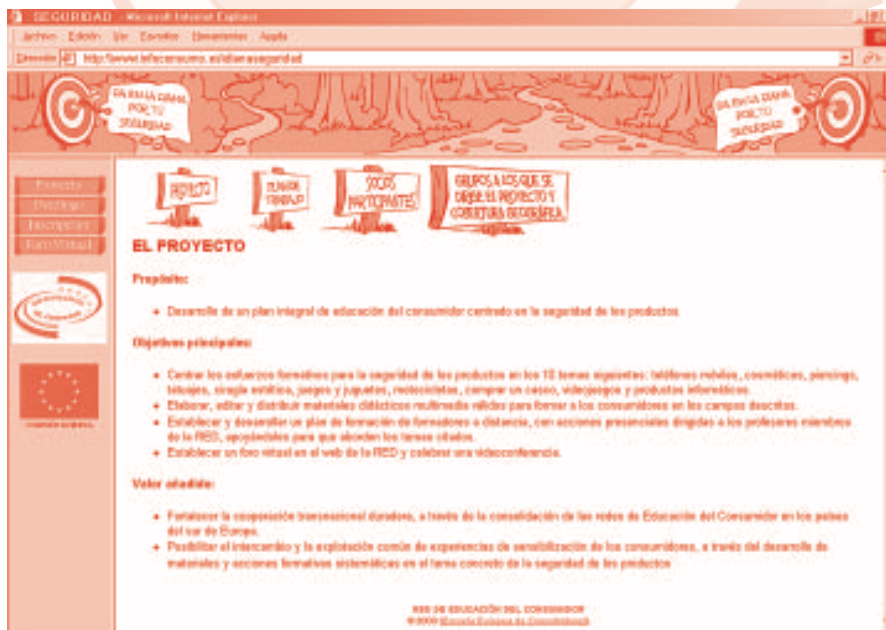 SEGURIDAD - Microsoft Internet Explorer
Archivo Edición Ver Favoritos Herramientas Ayuda
Dirección http://www.infoconsumo.es/dianaseguridad
DA EN LA DIANA
POR TU
SEGURIDAD
DA EN LA DIANA
POR TU
SEGURIDAD
Proyecto
Inscripción
Foro Virtual
PROYECTO
PLAN DE
TRABAJO
SOCIOS
PARTICIPANTES
GRUPOS A LOS QUE SE
DIRIGE EL PROYECTO Y
COBERTURA GEOGRÁFICA
EL PROYECTO
Propósito:
Desarrollo de un plan integral de educación del consumidor centrado en la seguridad de los productos
Objetivos principales:
Centrar los esfuerzos formativos para la seguridad de los productos en los 10 temas siguientes: teléfonos móviles, cosméticos, piercings,
tatuajes, cirugía estética, juegos y juguetes, motocicletas, comprar un casco, videojuegos y productos informáticos.
Elaborar, editar y distribuir materiales didácticos multimedia válidos para formar a los consumidores en los campos descritos.
Establecer y desarrollar un plan de formación de formadores a distancia, con acciones presenciales dirigidas a los profesores miembros
de la RED, apoyándoles para que aborden los temas citados.
Establecer un foro virtual en el web de la RED y celebrar una videoconferencia.
Valor añadido:
Fortalecer la cooperación transnacional duradera, a través de la consolidación de las redes de Educación del Consumidor en los países
del sur de Europa.
Posibilitar el intercambio y la explotación común de experiencias de sensibilización de los consumidores, a través del desarrollo de
materiales y acciones formativas sistemáticas en el tema concreto de la seguridad de los productos
RED DE EDUCACIÓN DEL CONSUMIDOR
Escuela Europea de Consumidores